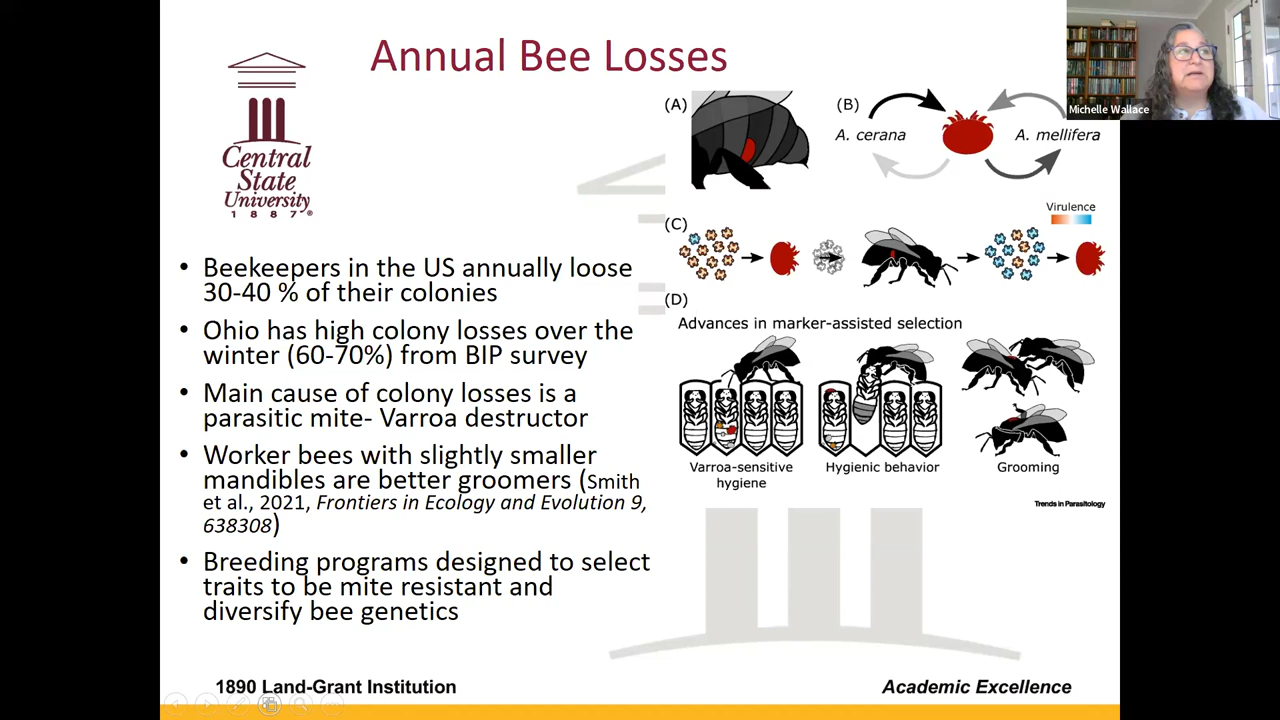 Annual Bee Losses
Central
State
University
1887®
• Beekeepers in the US annually loose
30-40 % of their colonies
• Ohio has high colony losses over the
winter (60-70%) from BIP survey
• Main cause of colony losses is a
parasitic mite- Varroa destructor
• Worker bees with slightly smaller
mandibles are better groomers (Smith
et al., 2021, Frontiers in Ecology and Evolution 9,
638308)
• Breeding programs designed to select
traits to be mite resistant and
diversify bee genetics
(A)
(B)
A. cerana
A. mellifera
Virulence
(C)
(D)
Advances in marker-assisted selection
Varroa-sensitive
hygiene
Hygienic behavior
Grooming
Trends in Parasitology
Michelle Wallace
1890 Land-Grant Institution
Academic Excellence